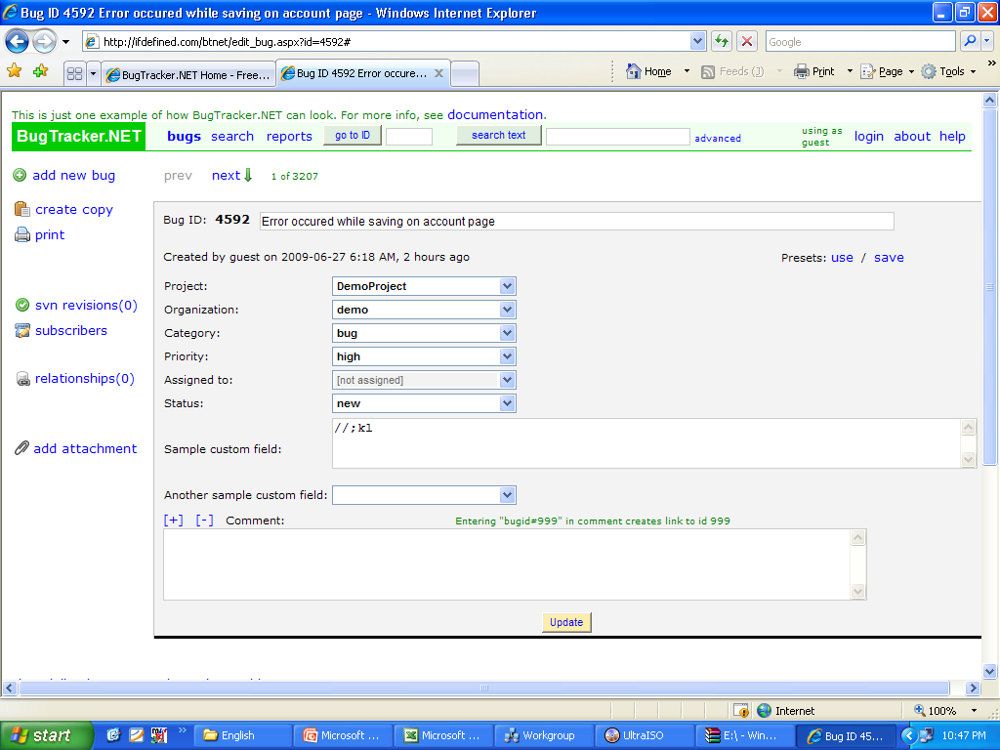 Bug ID 4592 Error occured while saving on account page - Windows Internet Explorer
http://ifdefined.com/btnet/edit_bug.aspx?id=4592#
Google
BugTracker.NET Home - Free...
Bug ID 4592 Error occure...
Home
Feeds (J)
Print
Page
Tools
This is just one example of how BugTracker.NET can look. For more info, see documentation.
BugTracker.NET bugs search reports go to ID search text advanced using as guest login about help
add new bug prev next 1 of 3207
create copy
print
Bug ID: 4592 Error occured while saving on account page
Created by guest on 2009-06-27 6:18 AM, 2 hours ago Presets: use / save
Project: DemoProject
svn revisions(0)
Organization: demo
subscribers
Category: bug
Priority: high
relationships(0)
Assigned to: [not assigned]
Status: new
//;kl
Sample custom field:
add attachment
Another sample custom field:
[+] [-] Comment: Entering "bugid#999" in comment creates link to id 999
Update
Internet 100%
start
English
Microsoft ...
Microsoft ...
Workgroup
UltraISO
E:\ - Win...
Bug ID 45...
10:47 PM